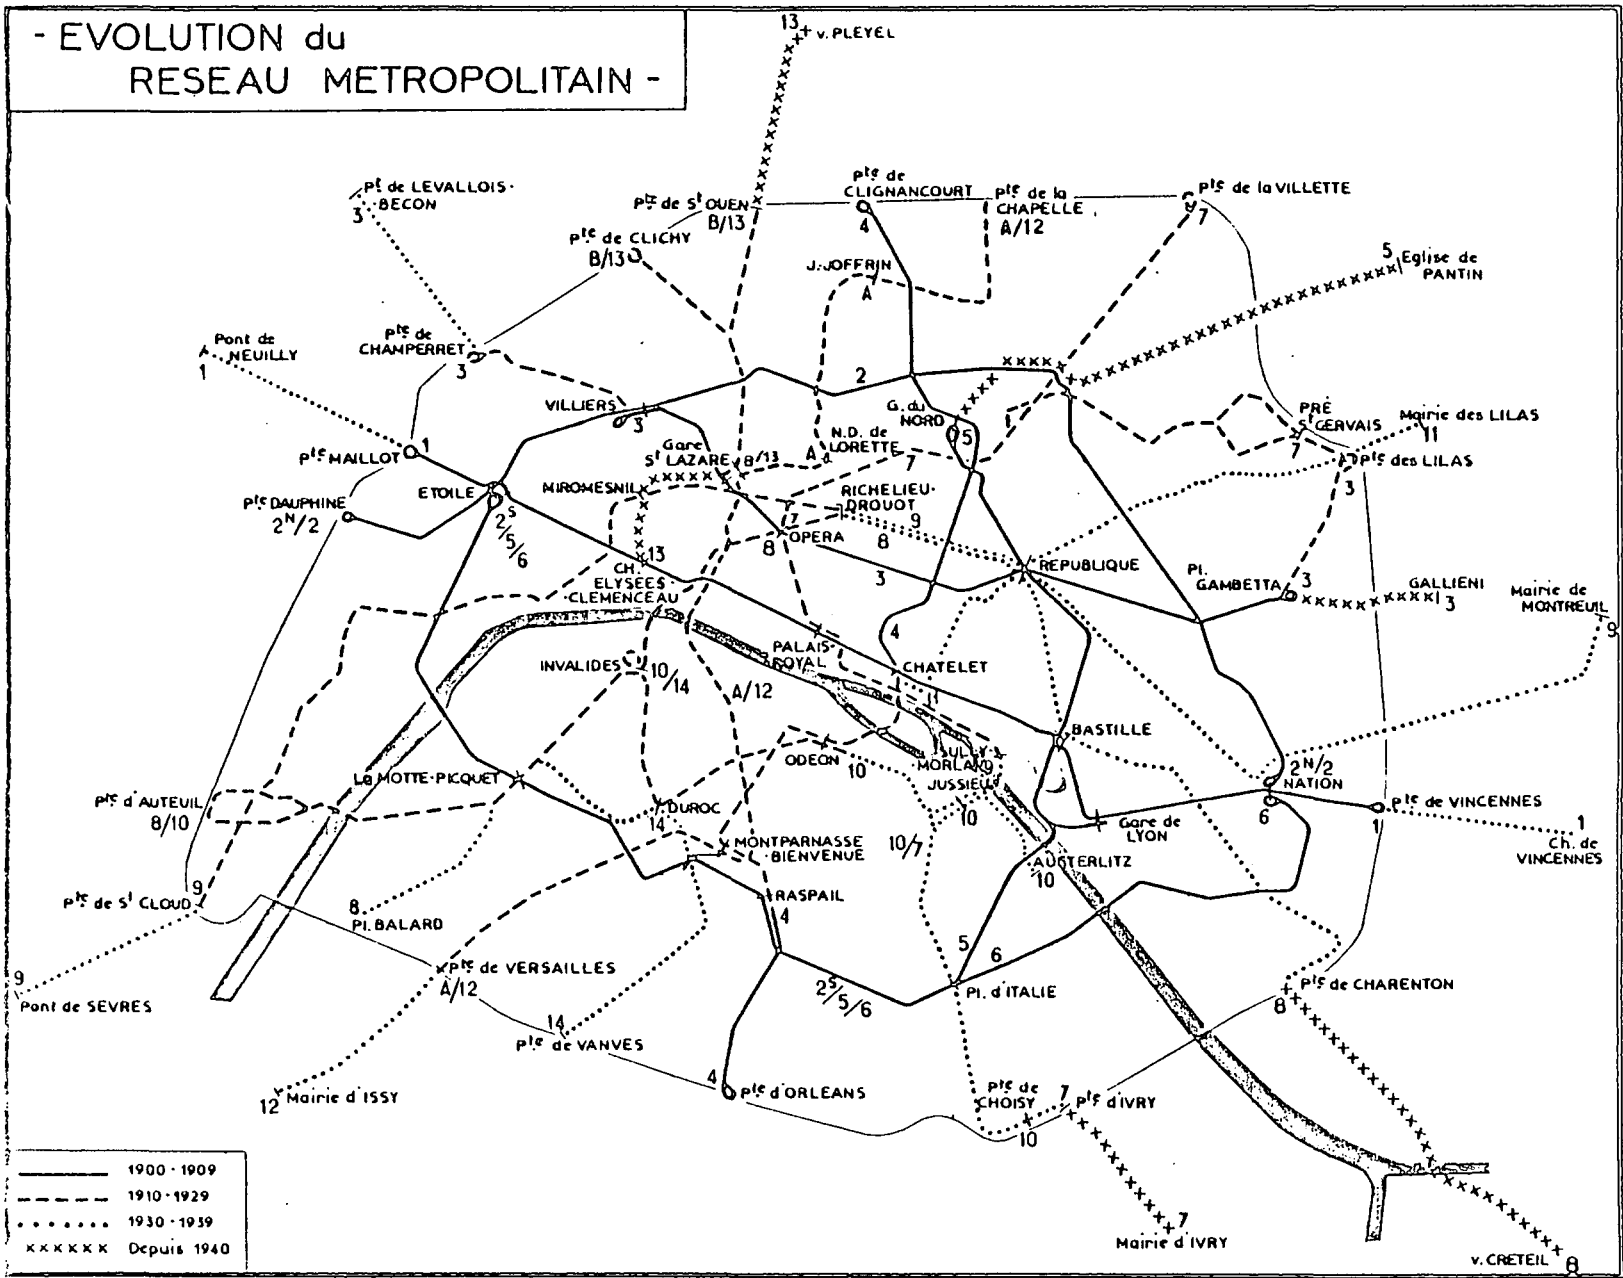 - EVOLUTION du
RESEAU METROPOLITAIN -
13
v. PLEYEL
Pt de LEVALLOIS-
BECON
3
Pte de St OUEN
B/13
Pte de
CLIGNANCOURT
4
Pte de la
CHAPELLE
A/12
Pte de la VILLETTE
7
Pte de CLICHY
B/13
J. JOFFRIN
A
5
Eglise de
PANTIN
Pont de
NEUILLY
1
Pte de
CHAMPERRET
3
2
VILLIERS
3
G. du
NORD
5
PRÉ
St GERVAIS
7
Mairie des LILAS
11
Pte MAILLOT
1
Gare
St LAZARE
B/13
A
N.D. de
LORETTE
7
Pte des LILAS
3
Pte DAUPHINE
2N/2
ETOILE
2S
/5
/6
MIROMESNIL
RICHELIEU-
DROUOT
9
8
7
8
OPERA
3
REPUBLIQUE
13
CH.
ELYSEES
-CLEMENCEAU
Pl.
GAMBETTA
3
GALLIENI
3
Mairie de
MONTREUIL
9
4
PALAIS
ROYAL
CHATELET
INVALIDES
10/14
A/12
BASTILLE
La MOTTE-PICQUET
ODEON
10
SULLY-
MORLAND
9
JUSSIEU
2N/2
NATION
6
Pte d'AUTEUIL
8/10
DUROC
14
10
Pte de VINCENNES
1
1
Ch. de
VINCENNES
MONTPARNASSE
-BIENVENUE
10/7
Gare de
LYON
AUSTERLITZ
10
9
Pte de St CLOUD
8
Pl. BALARD
RASPAIL
4
5
6
9
Pont de SEVRES
Pte de VERSAILLES
A/12
2S/5/6
Pl. d'ITALIE
Pte de CHARENTON
8
14
Pte de VANVES
12
Mairie d'ISSY
4
Pte d'ORLEANS
Pte de
CHOISY
10
7
Pte d'IVRY
7
Mairie d'IVRY
v. CRETEIL
8
1900-1909
1910-1929
1930-1939
xxxxxx Depuis 1940